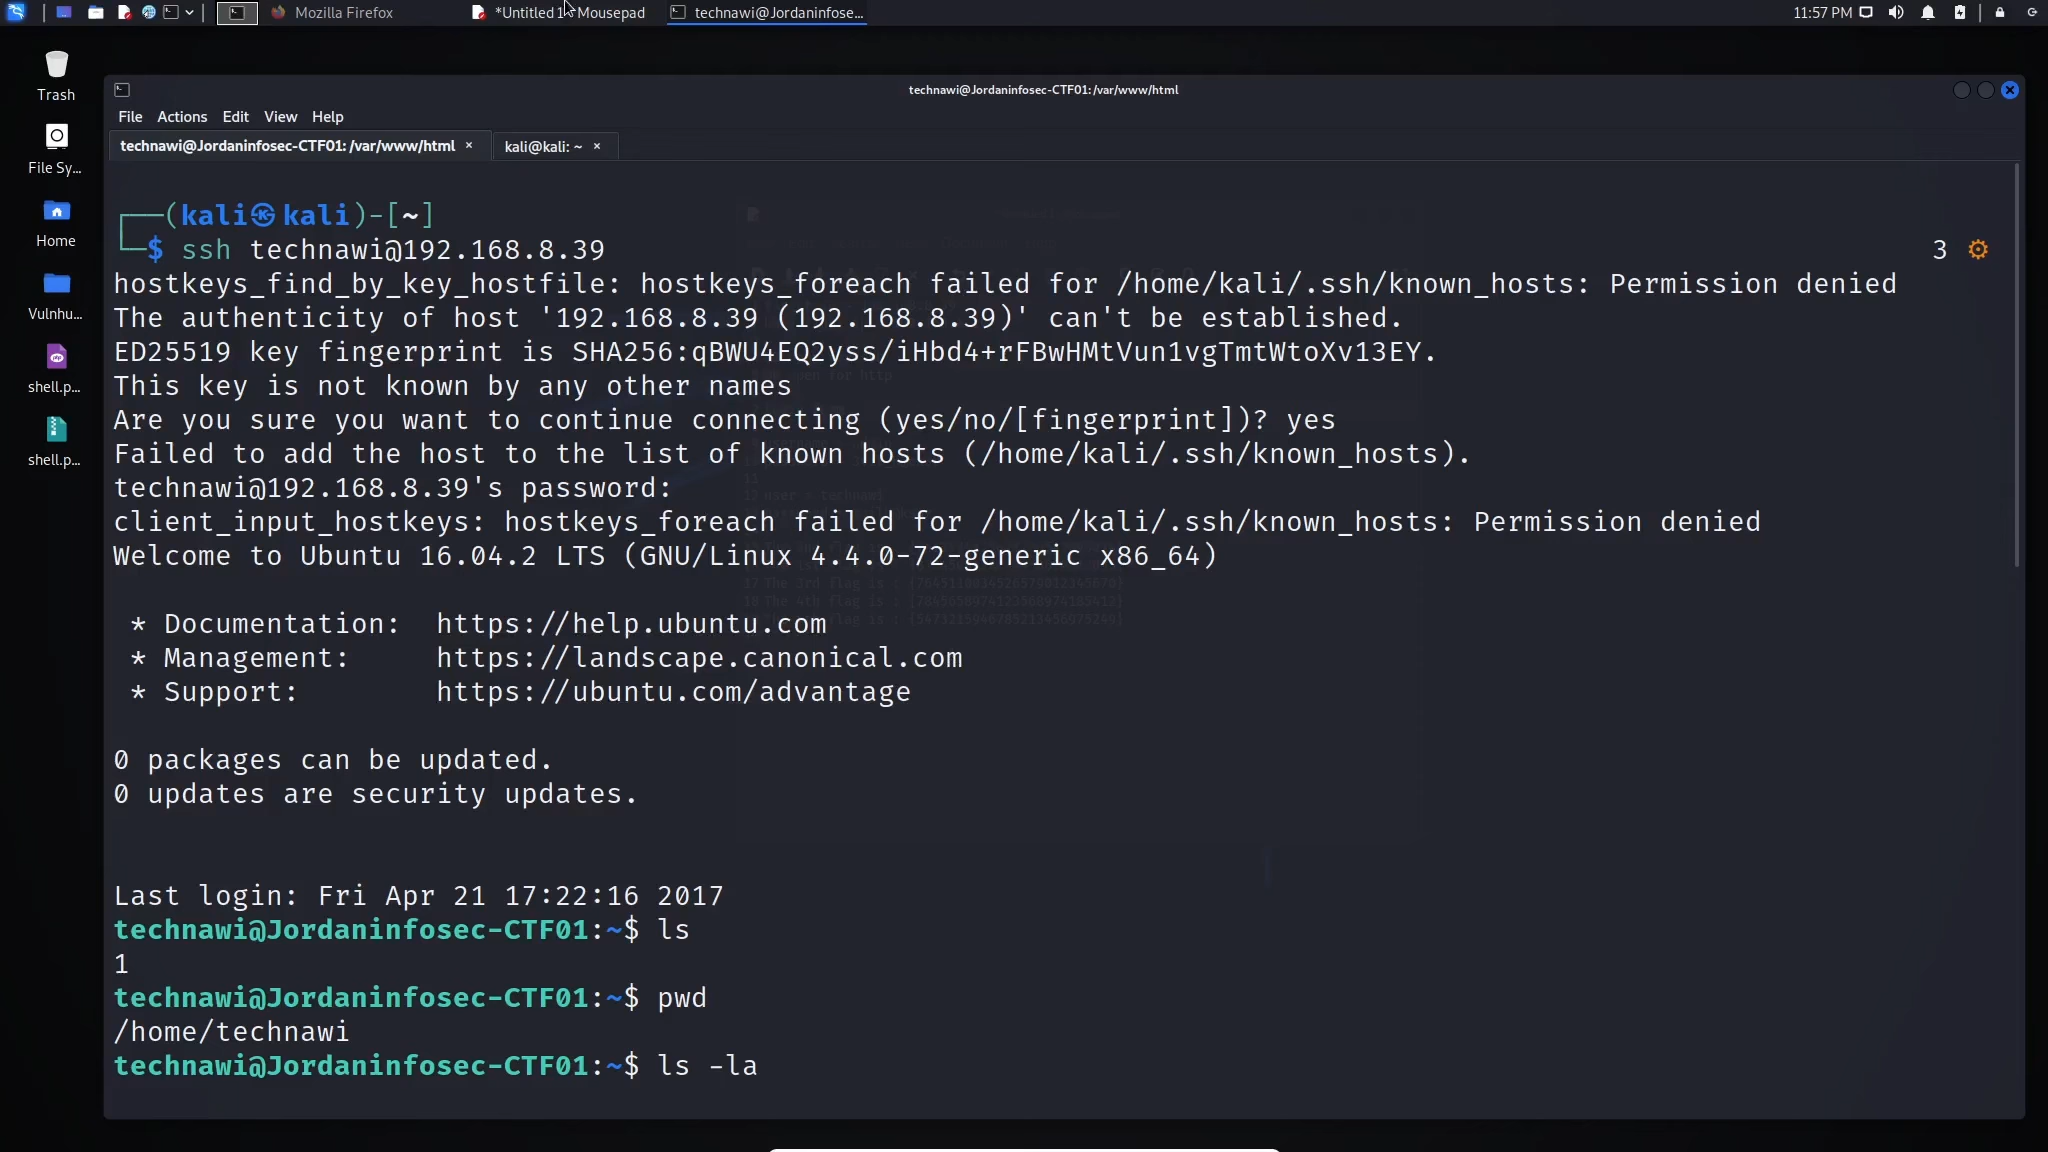 Mozilla Firefox
*Untitled 1 - Mousepad
technawi@Jordaninfose...
11:57 PM
Trash
File Sy...
Home
Vulnhu...
shell.p...
shell.p...
technawi@Jordaninfosec-CTF01:/var/www/html
File Actions Edit View Help
technawi@Jordaninfosec-CTF01:/var/www/html ×
kali@kali: ~ ×
┌──(kali㉿kali)-[~]
└─$ ssh technawi@192.168.8.39
3
hostkeys_find_by_key_hostfile: hostkeys_foreach failed for /home/kali/.ssh/known_hosts: Permission denied
The authenticity of host '192.168.8.39 (192.168.8.39)' can't be established.
ED25519 key fingerprint is SHA256:qBWU4EQ2yss/iHbd4+rFBwHMtVun1vgTmtWtoXv13EY.
This key is not known by any other names
Are you sure you want to continue connecting (yes/no/[fingerprint])? yes
Failed to add the host to the list of known hosts (/home/kali/.ssh/known_hosts).
technawi@192.168.8.39's password:
client_input_hostkeys: hostkeys_foreach failed for /home/kali/.ssh/known_hosts: Permission denied
Welcome to Ubuntu 16.04.2 LTS (GNU/Linux 4.4.0-72-generic x86_64)
* Documentation: https://help.ubuntu.com
* Management: https://landscape.canonical.com
* Support: https://ubuntu.com/advantage
0 packages can be updated.
0 updates are security updates.
Last login: Fri Apr 21 17:22:16 2017
technawi@Jordaninfosec-CTF01:~$ ls
1
technawi@Jordaninfosec-CTF01:~$ pwd
/home/technawi
technawi@Jordaninfosec-CTF01:~$ ls -la